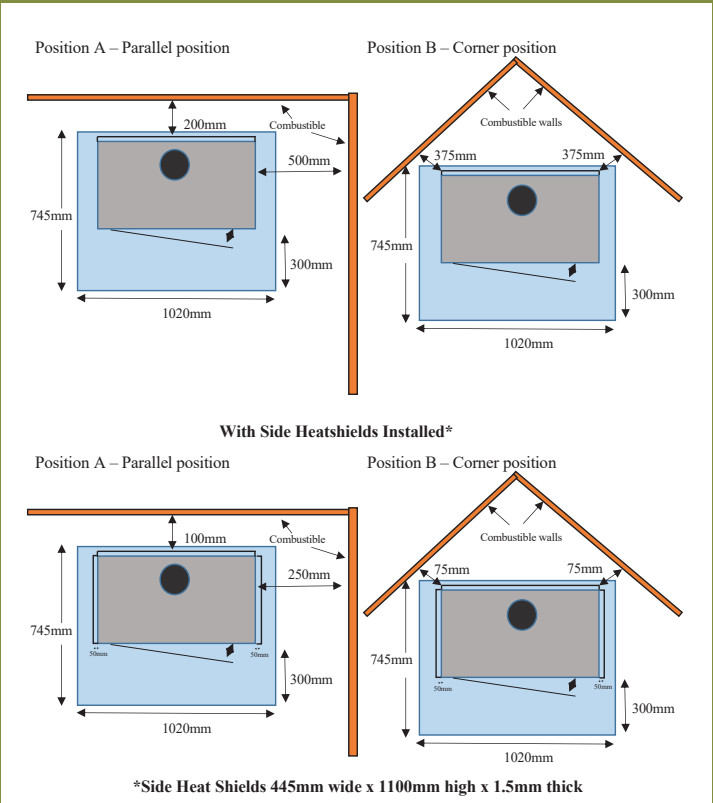 Position A – Parallel position
Position B – Corner position
Combustible
Combustible walls
200mm
500mm
375mm
375mm
745mm
745mm
300mm
300mm
1020mm
1020mm
With Side Heatshields Installed*
Position A – Parallel position
Position B – Corner position
Combustible
Combustible walls
100mm
250mm
75mm
75mm
745mm
745mm
50mm
50mm
50mm
50mm
300mm
300mm
1020mm
1020mm
*Side Heat Shields 445mm wide x 1100mm high x 1.5mm thick